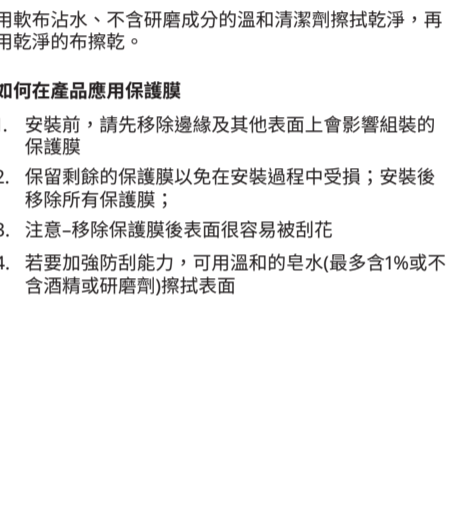 用軟布沾水、不含研磨成分的溫和清潔劑擦拭乾淨，再
用乾淨的布擦乾。
如何在產品應用保護膜
1. 安裝前，請先移除邊緣及其他表面上會影響組裝的
保護膜
2. 保留剩餘的保護膜以免在安裝過程中受損；安裝後
移除所有保護膜；
3. 注意–移除保護膜後表面很容易被刮花
4. 若要加強防刮能力，可用溫和的皂水(最多含1%或不
含酒精或研磨劑)擦拭表面